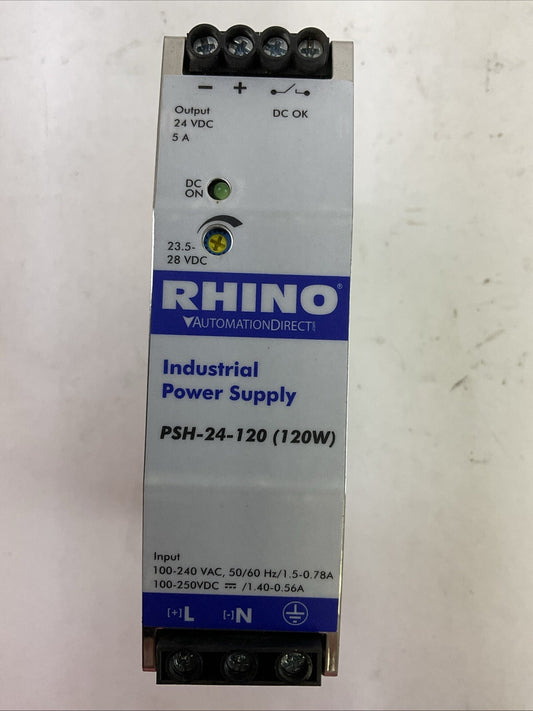 − +
Output
24 VDC
5 A
DC OK
DC
ON
23.5-
28 VDC
RHINO®
AUTOMATIONDIRECT
Industrial
Power Supply
PSH-24-120 (120W)
Input
100-240 VAC, 50/60 Hz/1.5-0.78A
100-250VDC ⎓ /1.40-0.56A
[+]L [-]N